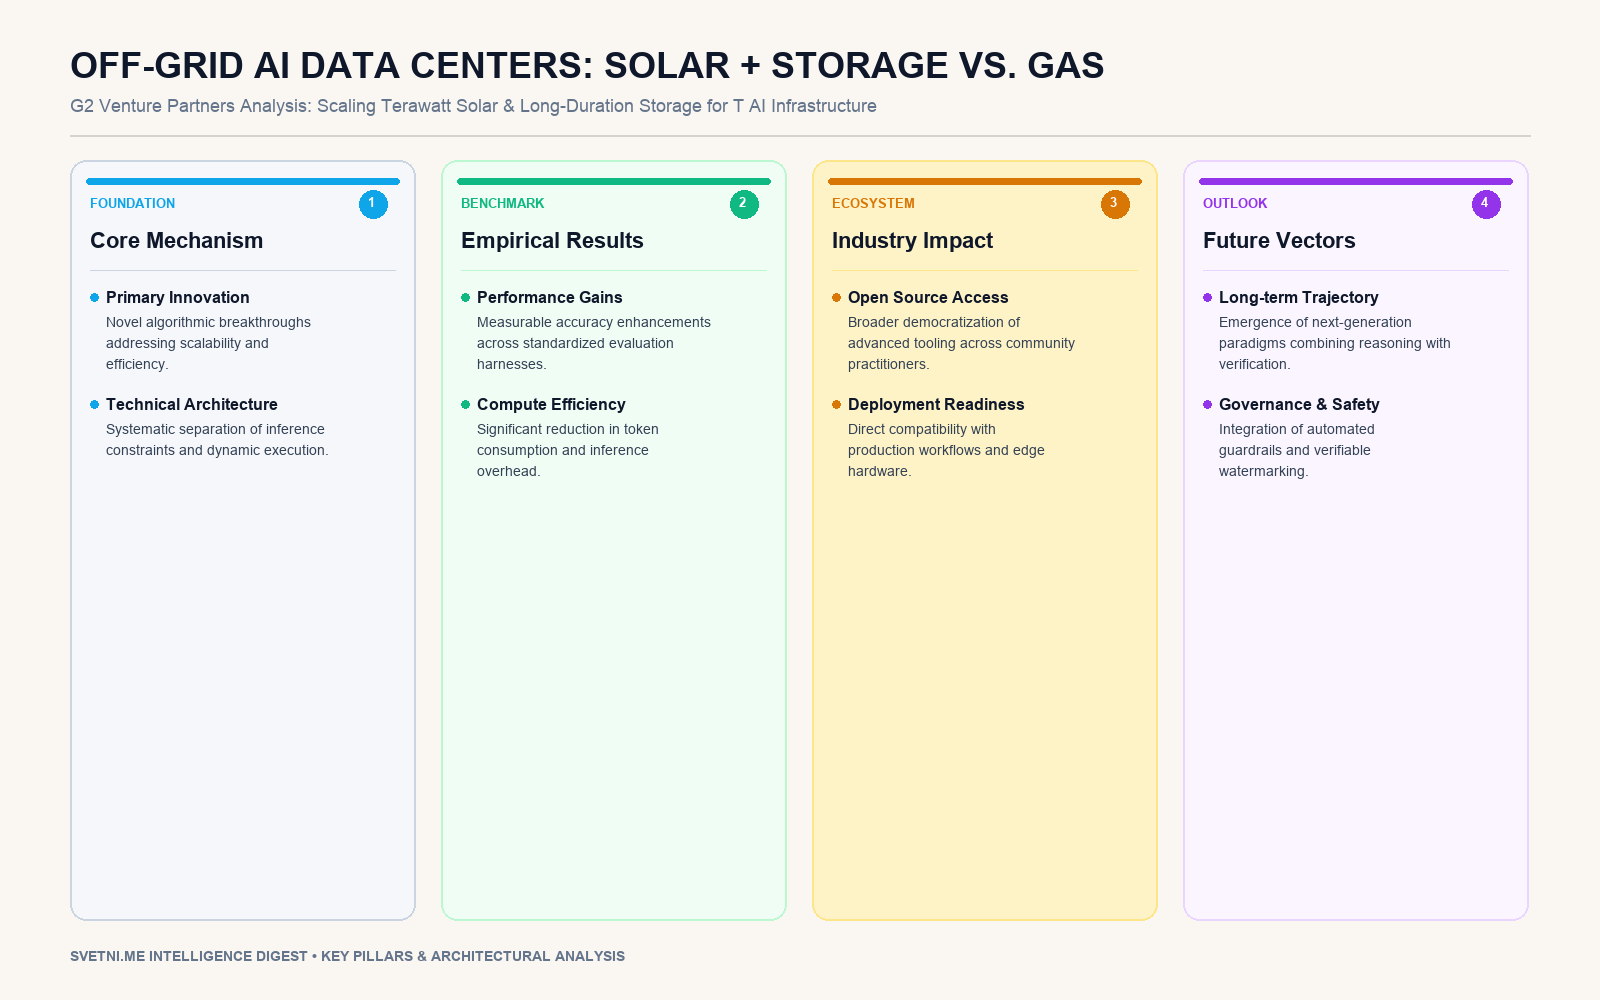 OFF-GRID AI DATA CENTERS: SOLAR + STORAGE VS. GAS
G2 Venture Partners Analysis: Scaling Terawatt Solar & Long-Duration Storage for T AI Infrastructure
FOUNDATION
1
Core Mechanism
Primary Innovation
Novel algorithmic breakthroughs
addressing scalability and
efficiency.
Technical Architecture
Systematic separation of inference
constraints and dynamic execution.
BENCHMARK
2
Empirical Results
Performance Gains
Measurable accuracy enhancements
across standardized evaluation
harnesses.
Compute Efficiency
Significant reduction in token
consumption and inference
overhead.
ECOSYSTEM
3
Industry Impact
Open Source Access
Broader democratization of
advanced tooling across community
practitioners.
Deployment Readiness
Direct compatibility with
production workflows and edge
hardware.
OUTLOOK
4
Future Vectors
Long-term Trajectory
Emergence of next-generation
paradigms combining reasoning with
verification.
Governance & Safety
Integration of automated
guardrails and verifiable
watermarking.
SVETNI.ME INTELLIGENCE DIGEST • KEY PILLARS & ARCHITECTURAL ANALYSIS